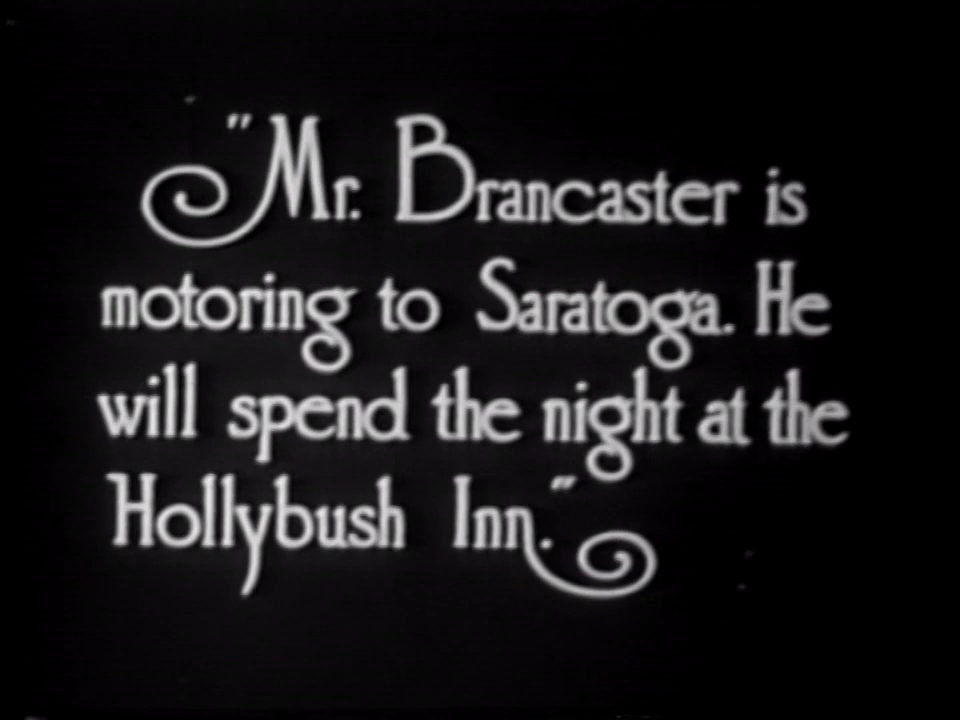 "Mr. Brancaster is
motoring to Saratoga. He
will spend the night at the
Hollybush Inn."